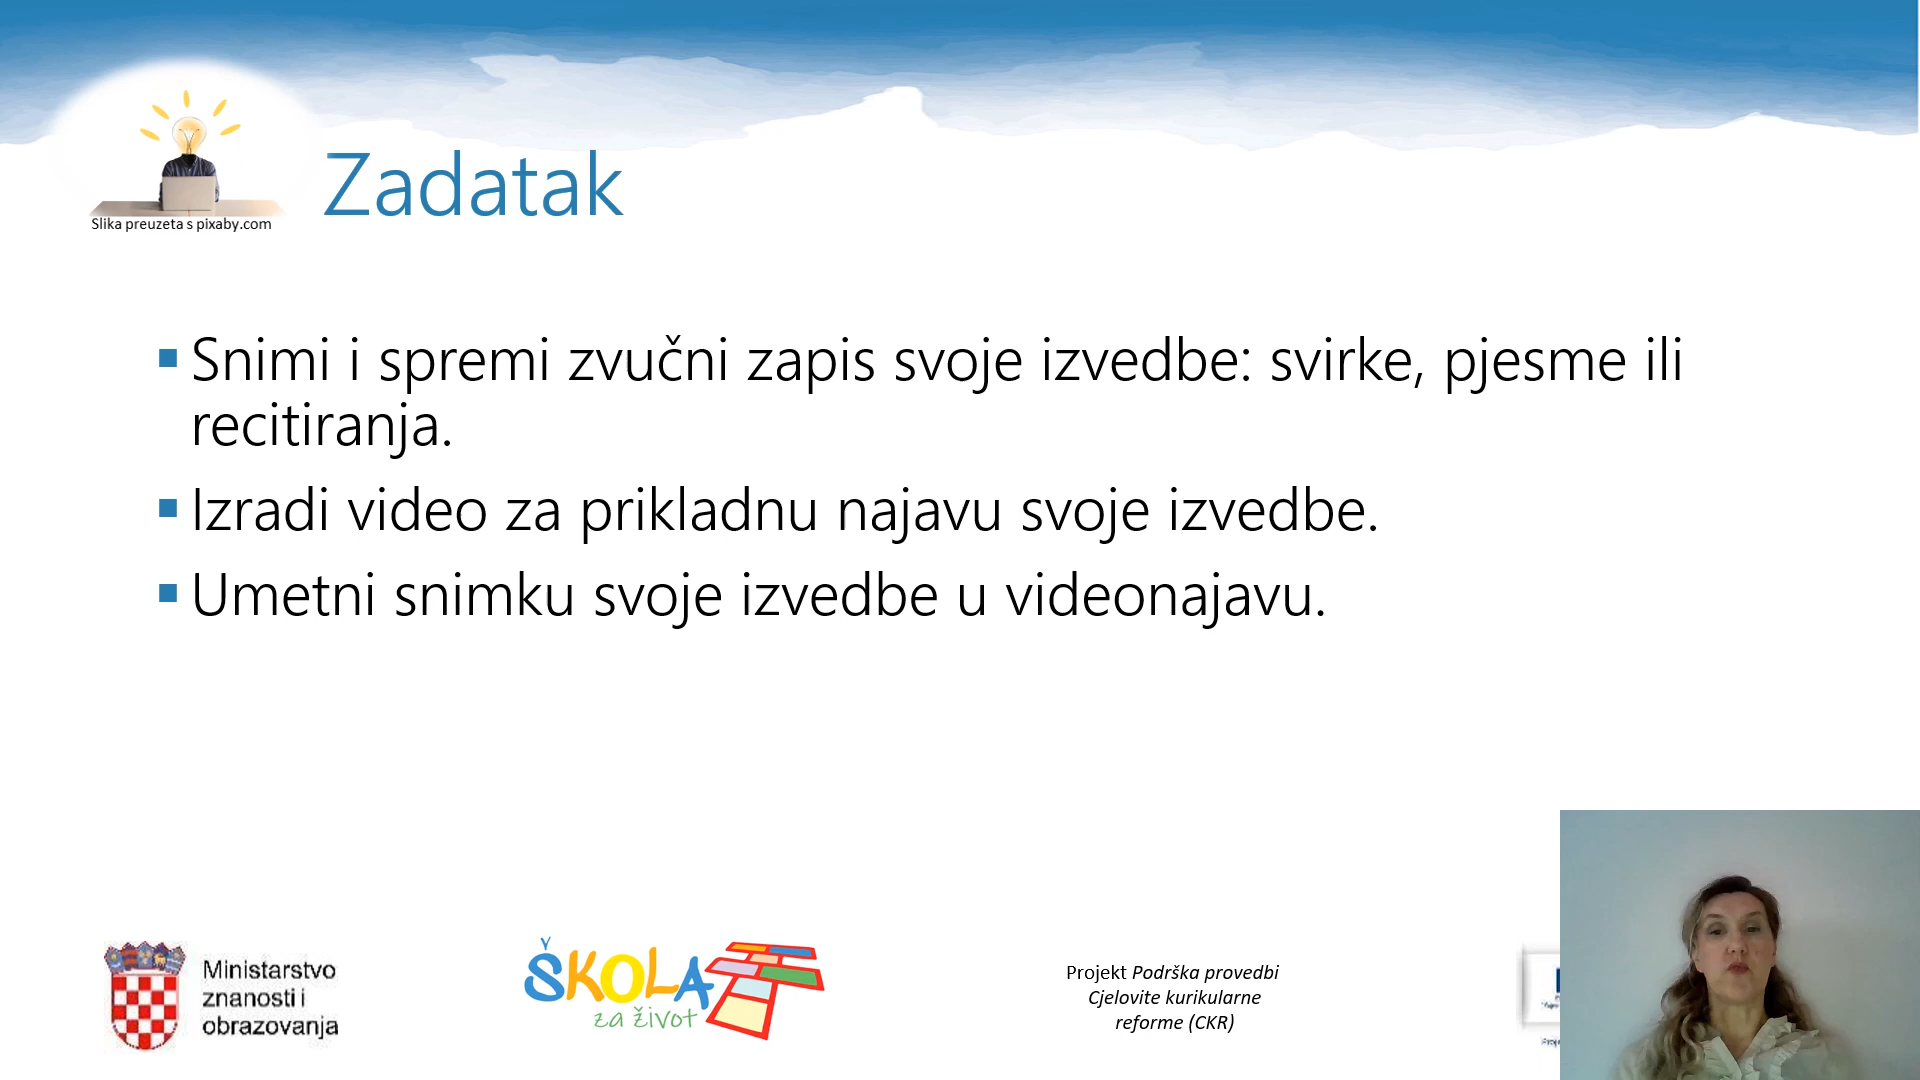 Slika preuzeta s pixaby.com
Zadatak
Snimi i spremi zvučni zapis svoje izvedbe: svirke, pjesme ili
recitiranja.
Izradi video za prikladnu najavu svoje izvedbe.
Umetni snimku svoje izvedbe u videonajavu.
Ministarstvo
znanosti i
obrazovanja
ŠKOLA
za život
Projekt Podrška provedbi
Cjelovite kurikularne
reforme (CKR)